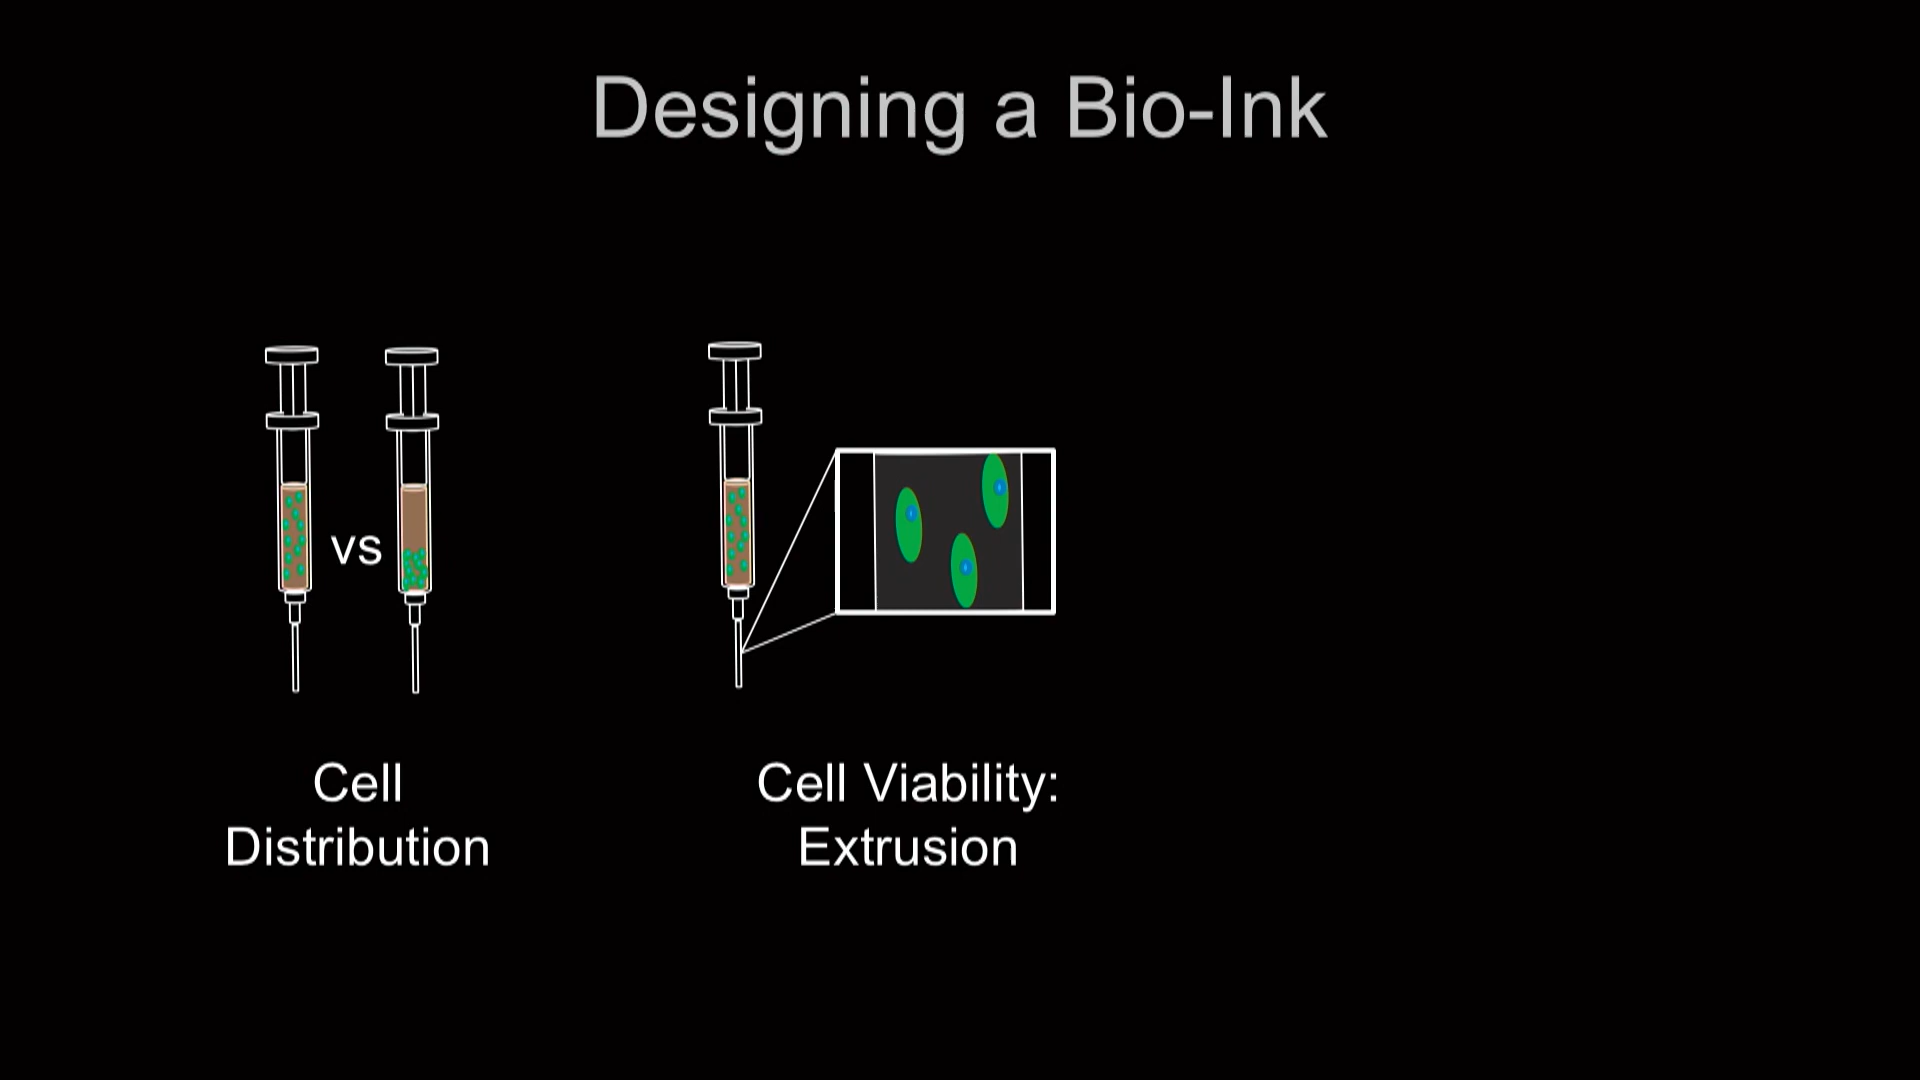 Designing a Bio-Ink
vs
Cell
Distribution
Cell Viability:
Extrusion